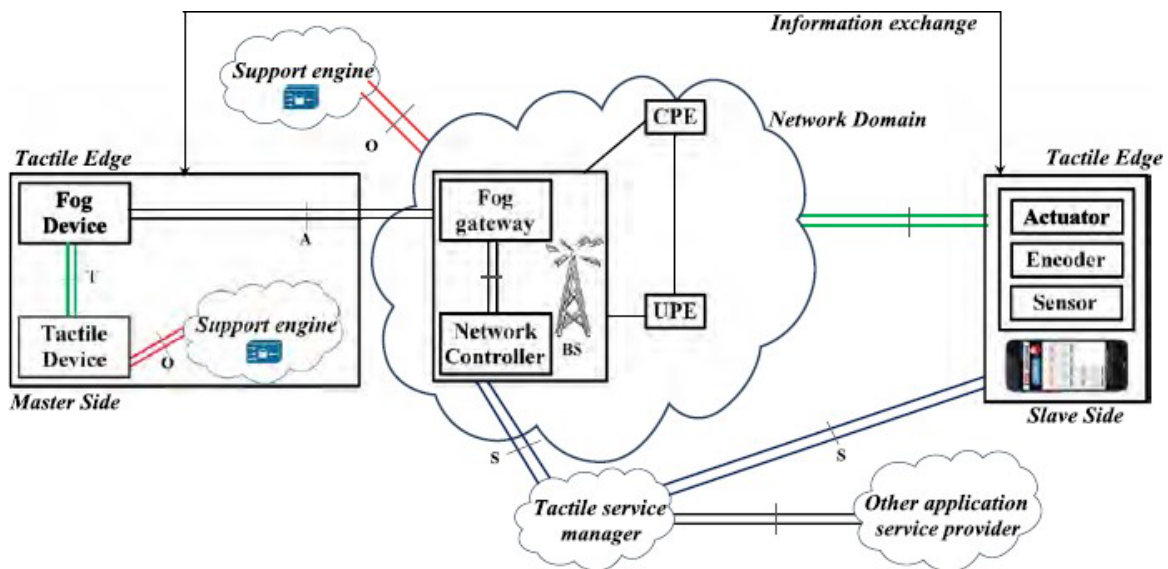 Information exchange
Support engine
O
CPE
Network Domain
Tactile Edge
Tactile Edge
Fog
Device
A
Fog
gateway
Actuator
Encoder
Sensor
T
Support engine
O
Tactile
Device
Network
Controller
BS
UPE
Master Side
Slave Side
S
S
Tactile service
manager
Other application
service provider